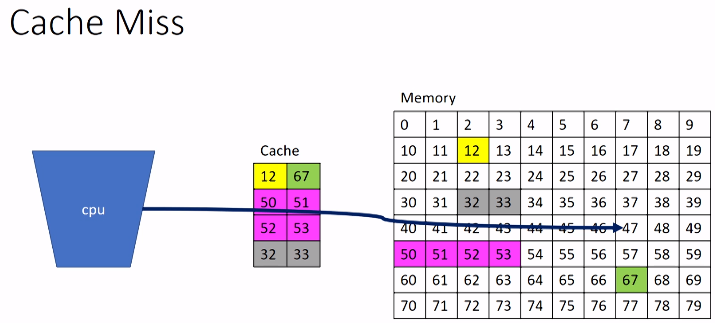 Cache Miss
Memory
0 1 2 3 4 5 6 7 8 9
10 11 12 13 14 15 16 17 18 19
Cache
12 67
20 21 22 23 24 25 26 27 28 29
50 51
30 31 32 33 34 35 36 37 38 39
cpu
52 53
40 41 42 43 44 45 46 47 48 49
32 33
50 51 52 53 54 55 56 57 58 59
60 61 62 63 64 65 66 67 68 69
70 71 72 73 74 75 76 77 78 79